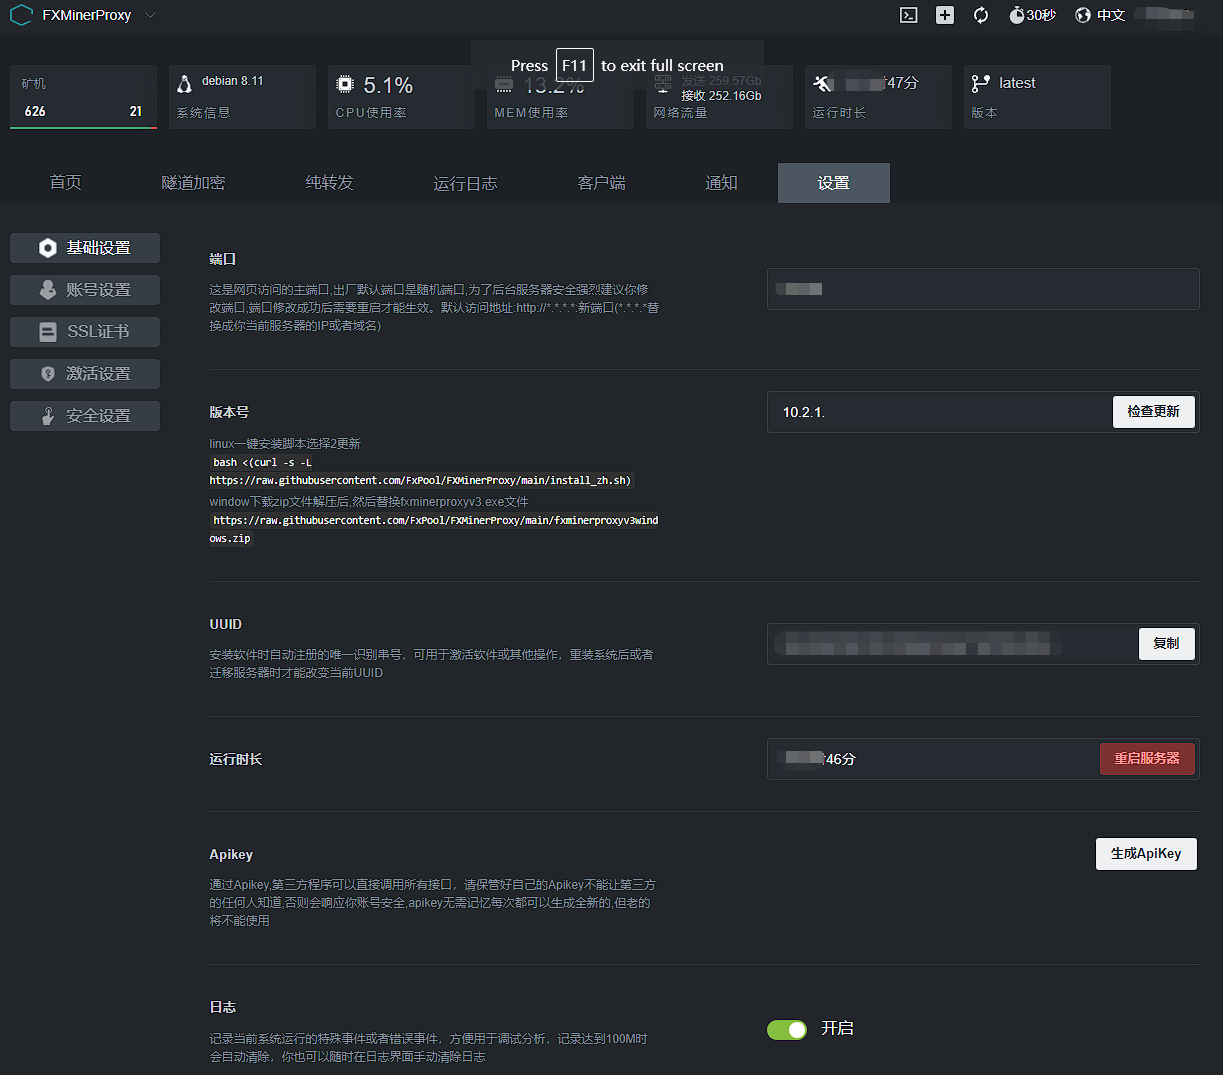 FXMinerProxy
30秒
中文
Press F11 to exit full screen
矿机
626
21
debian 8.11
系统信息
5.1%
CPU使用率
13.2%
MEM使用率
发送 259.57Gb
接收 252.16Gb
网络流量
47分
运行时长
latest
版本
首页
隧道加密
纯转发
运行日志
客户端
通知
设置
基础设置
账号设置
SSL证书
激活设置
安全设置
端口
这是网页访问的主端口,出厂默认端口是随机端口,为了后台服务器安全强烈建议你修
改端口,端口修改成功后需要重启才能生效。默认访问地址:http://*.*.*.*:新端口(*.*.*.*替
换成你当前服务器的IP或者域名)
版本号
linux一键安装脚本选择2更新
bash <(curl -s -L
https://raw.githubusercontent.com/FxPool/FXMinerProxy/main/install_zh.sh)
window下载zip文件解压后,然后替换fxminerproxyv3.exe文件
https://raw.githubusercontent.com/FxPool/FXMinerProxy/main/fxminerproxyv3wind
ows.zip
10.2.1.
检查更新
UUID
安装软件时自动注册的唯一识别串号，可用于激活软件或其他操作，重装系统后或者
迁移服务器时才能改变当前UUID
复制
运行时长
46分
重启服务器
Apikey
通过Apikey,第三方程序可以直接调用所有接口，请保管好自己的Apikey不能让第三方
的任何人知道,否则会响应你账号安全,apikey无需记忆每次都可以生成全新的,但老的
将不能使用
生成ApiKey
日志
记录当前系统运行的特殊事件或者错误事件，方便用于调试分析，记录达到100M时
会自动清除，你也可以随时在日志界面手动清除日志
开启